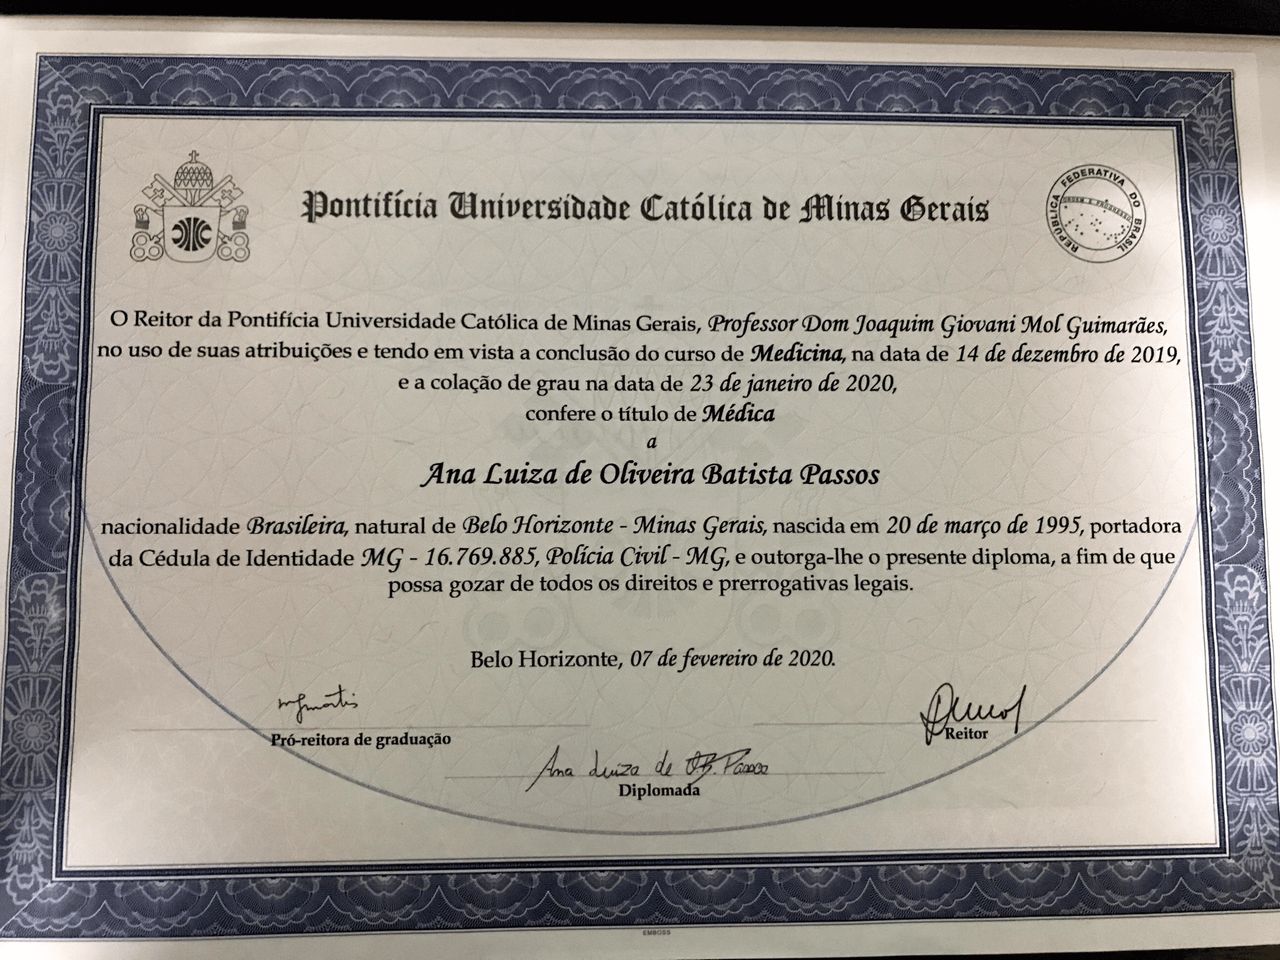 Pontifícia Universidade Católica de Minas Gerais
REPÚBLICA FEDERATIVA DO BRASIL
ORDEM E PROGRESSO
O Reitor da Pontifícia Universidade Católica de Minas Gerais, Professor Dom Joaquim Giovani Mol Guimarães,
no uso de suas atribuições e tendo em vista a conclusão do curso de Medicina, na data de 14 de dezembro de 2019,
e a colação de grau na data de 23 de janeiro de 2020,
confere o título de Médica
a
Ana Luiza de Oliveira Batista Passos
nacionalidade Brasileira, natural de Belo Horizonte - Minas Gerais, nascida em 20 de março de 1995, portadora
da Cédula de Identidade MG - 16.769.885, Polícia Civil - MG, e outorga-lhe o presente diploma, a fim de que
possa gozar de todos os direitos e prerrogativas legais.
Belo Horizonte, 07 de fevereiro de 2020.
Pró-reitora de graduação
Reitor
Ana Luiza de O.B. Passos
Diplomada
EMBOSS